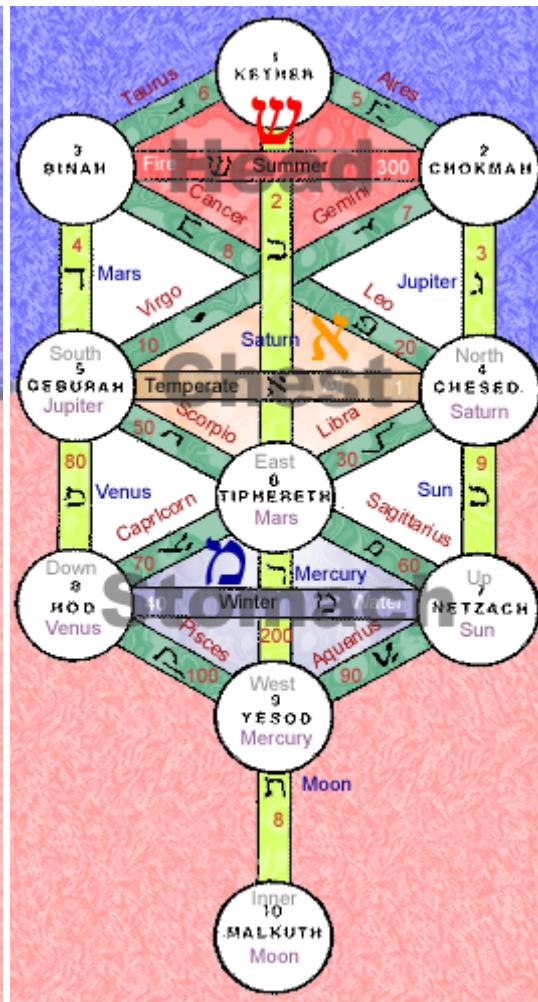 1
KETHER
Taurus
6
Aires
5
ש
3
BINAH
2
CHOKMAH
Head
Fire ש Summer 300
Cancer
2
Gemini
8
7
4
ד
Mars
3
ג
Jupiter
Virgo
Leo
Saturn
א
10
20
South
5
GEBURAH
Jupiter
North
4
CHESED
Saturn
Chest
Temperate א 1
Scorpio
Libra
50
30
80
Venus
9
Sun
East
6
TIPHERETH
Mars
Capricorn
Sagittarius
70
60
מ
Mercury
Down
8
HOD
Venus
Up
7
NETZACH
Sun
Stomach
40 Winter מ Water
Pisces
200
Aquarius
100
90
West
9
YESOD
Mercury
ת
Moon
8
Inner
10
MALKUTH
Moon